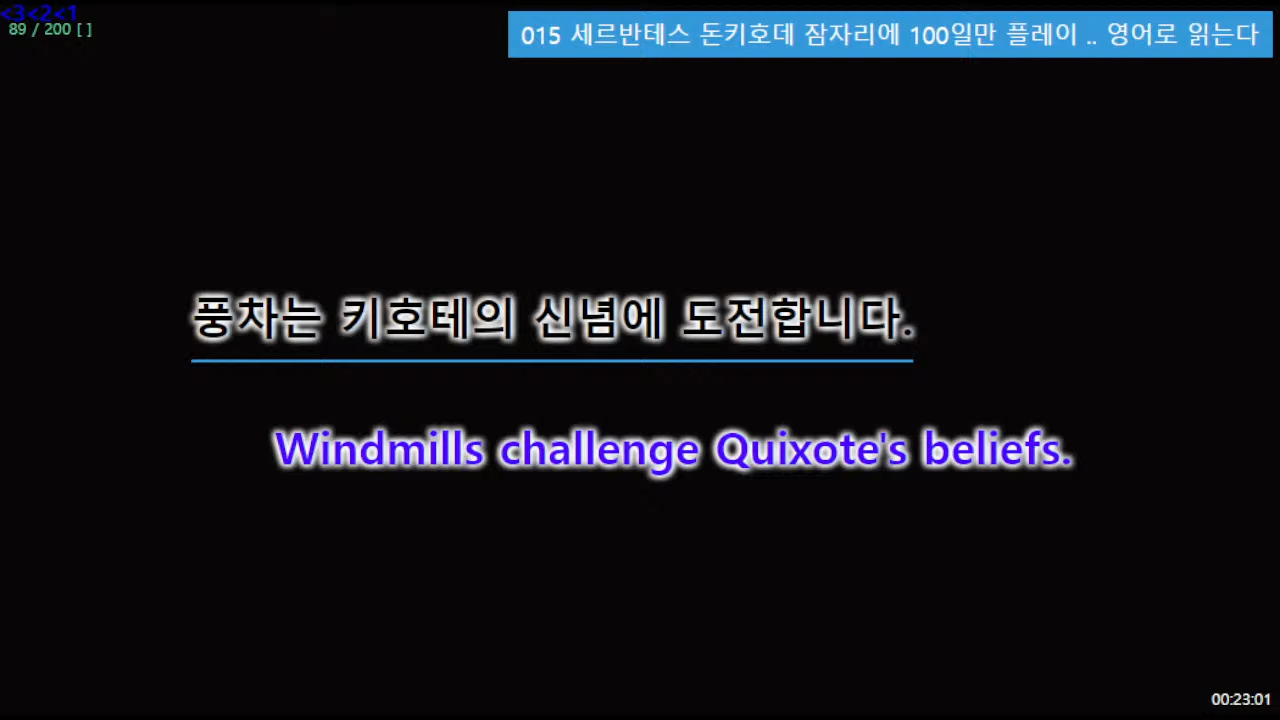 <3<2<1
89 / 200 [ ]
015 세르반테스 돈키호데 잠자리에 100일만 플레이 .. 영어로 읽는다
풍차는 키호테의 신념에 도전합니다.
Windmills challenge Quixote's beliefs.
00:23:01